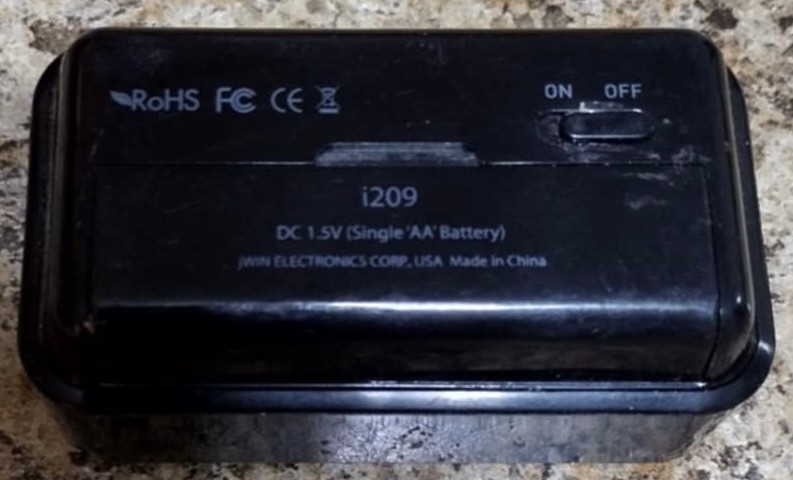 RoHS FC CE
ON OFF
i209
DC 1.5V (Single 'AA' Battery)
jWIN ELECTRONICS CORP., USA Made in China